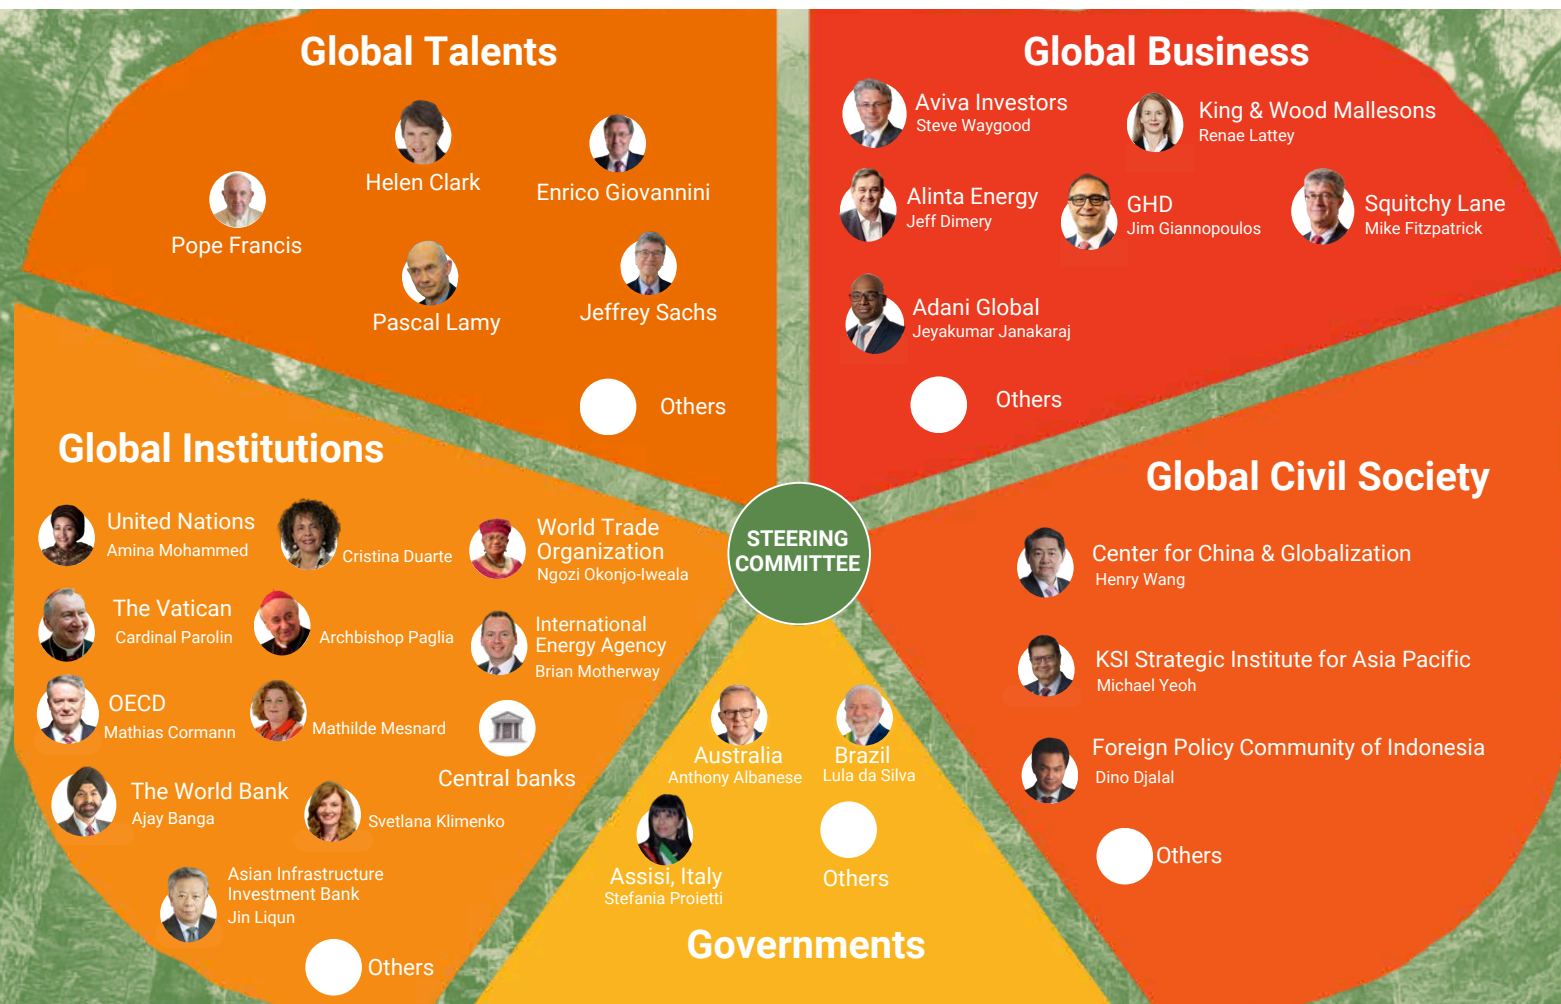 Global Talents
Pope Francis
Helen Clark
Enrico Giovannini
Pascal Lamy
Jeffrey Sachs
Others
Global Business
Aviva Investors
Steve Waygood
King & Wood Mallesons
Renae Lattey
Alinta Energy
Jeff Dimery
GHD
Jim Giannopoulos
Squitchy Lane
Mike Fitzpatrick
Adani Global
Jeyakumar Janakaraj
Others
Global Institutions
United Nations
Amina Mohammed
Cristina Duarte
World Trade
Organization
Ngozi Okonjo-Iweala
The Vatican
Cardinal Parolin
Archbishop Paglia
International
Energy Agency
Brian Motherway
OECD
Mathias Cormann
Mathilde Mesnard
Central banks
The World Bank
Ajay Banga
Svetlana Klimenko
Asian Infrastructure
Investment Bank
Jin Liqun
Others
STEERING
COMMITTEE
Global Civil Society
Center for China & Globalization
Henry Wang
KSI Strategic Institute for Asia Pacific
Michael Yeoh
Foreign Policy Community of Indonesia
Dino Djalal
Others
Australia
Anthony Albanese
Brazil
Lula da Silva
Assisi, Italy
Stefania Proietti
Others
Governments